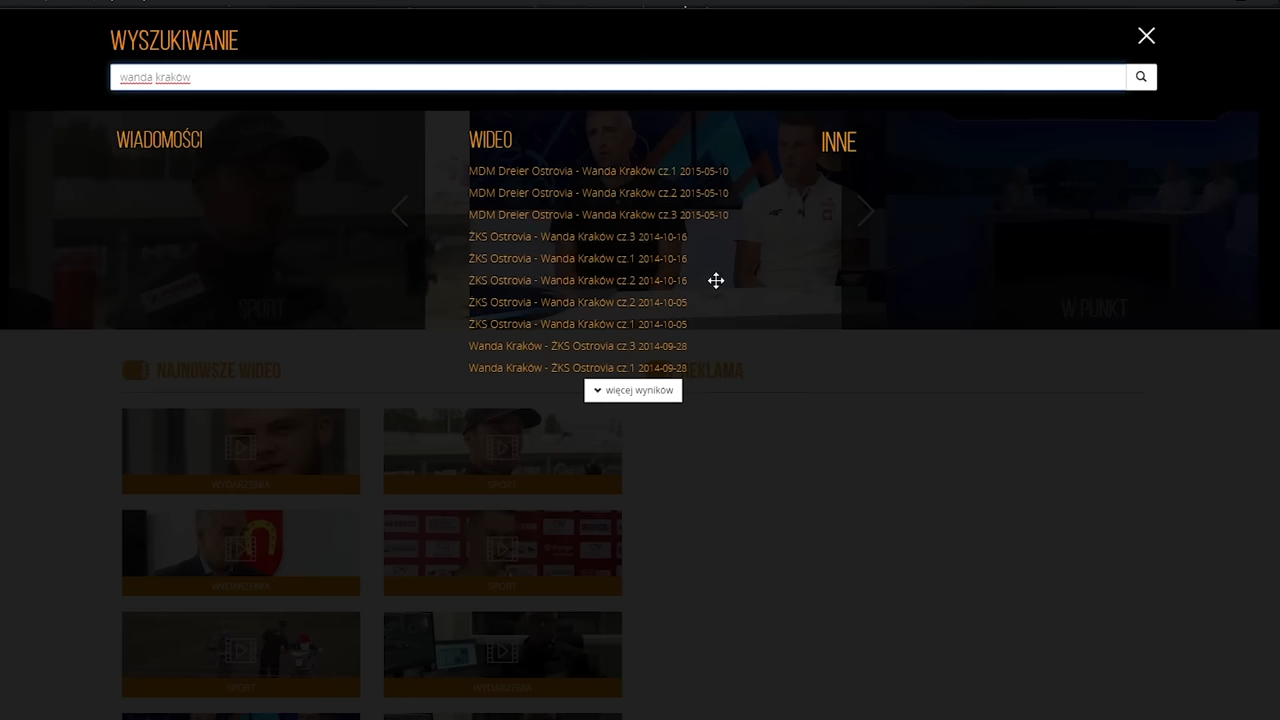 WYSZUKIWANIE
wanda kraków
WIADOMOŚCI
WIDEO
INNE
MDM Dreier Ostrovia - Wanda Kraków cz.1 2015-05-10
MDM Dreier Ostrovia - Wanda Kraków cz.2 2015-05-10
MDM Dreier Ostrovia - Wanda Kraków cz.3 2015-05-10
ŻKS Ostrovia - Wanda Kraków cz.3 2014-10-16
ŻKS Ostrovia - Wanda Kraków cz.1 2014-10-16
ŻKS Ostrovia - Wanda Kraków cz.2 2014-10-16
ŻKS Ostrovia - Wanda Kraków cz.2 2014-10-05
ŻKS Ostrovia - Wanda Kraków cz.1 2014-10-05
Wanda Kraków - ŻKS Ostrovia cz.3 2014-09-28
Wanda Kraków - ŻKS Ostrovia cz.1 2014-09-28
więcej wyników
SPORT
W PUNKT
NAJNOWSZE WIDEO
REKLAMA
WYDARZENIA
SPORT
WYDARZENIA
SPORT
SPORT
WYDARZENIA